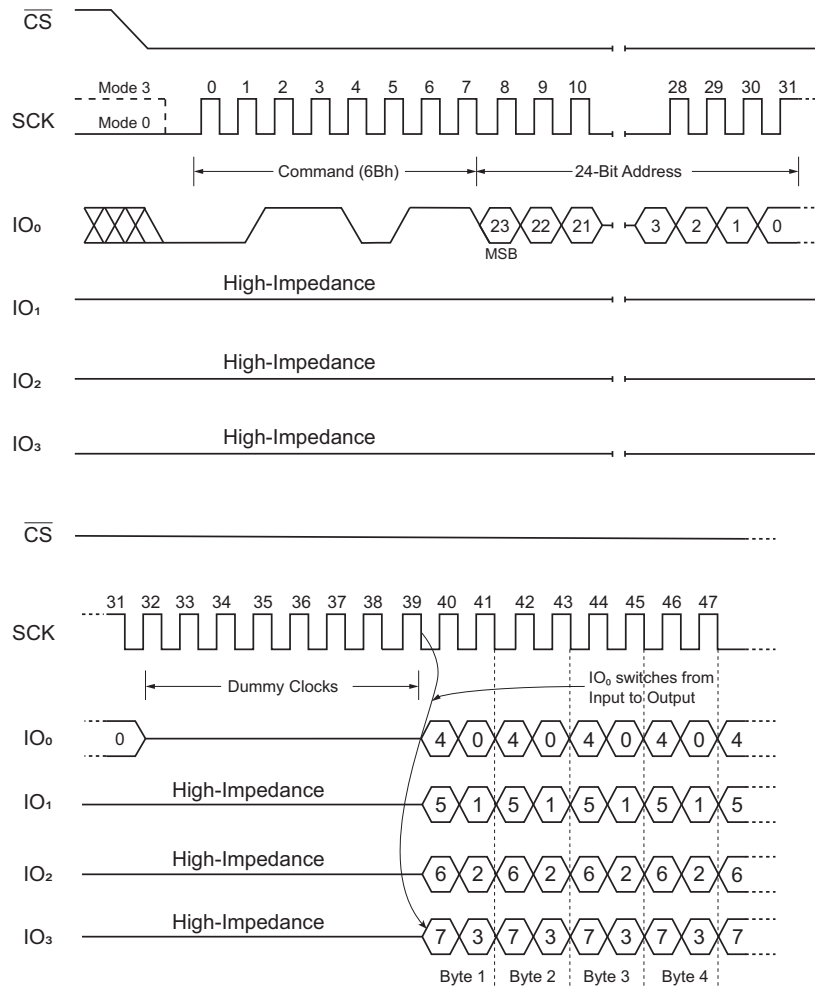 CS
Mode 3
Mode 0
SCK
0 1 2 3 4 5 6 7 8 9 10 28 29 30 31
Command (6Bh) 24-Bit Address
IO₀
23 22 21 3 2 1 0
MSB
High-Impedance
IO₁
High-Impedance
IO₂
High-Impedance
IO₃
CS
31 32 33 34 35 36 37 38 39 40 41 42 43 44 45 46 47
SCK
Dummy Clocks
IO₀ switches from
Input to Output
IO₀ 0 4 0 4 0 4 0 4 0 4
IO₁ High-Impedance 5 1 5 1 5 1 5 1 5
IO₂ High-Impedance 6 2 6 2 6 2 6 2 6
IO₃ High-Impedance 7 3 7 3 7 3 7 3 7
Byte 1 Byte 2 Byte 3 Byte 4